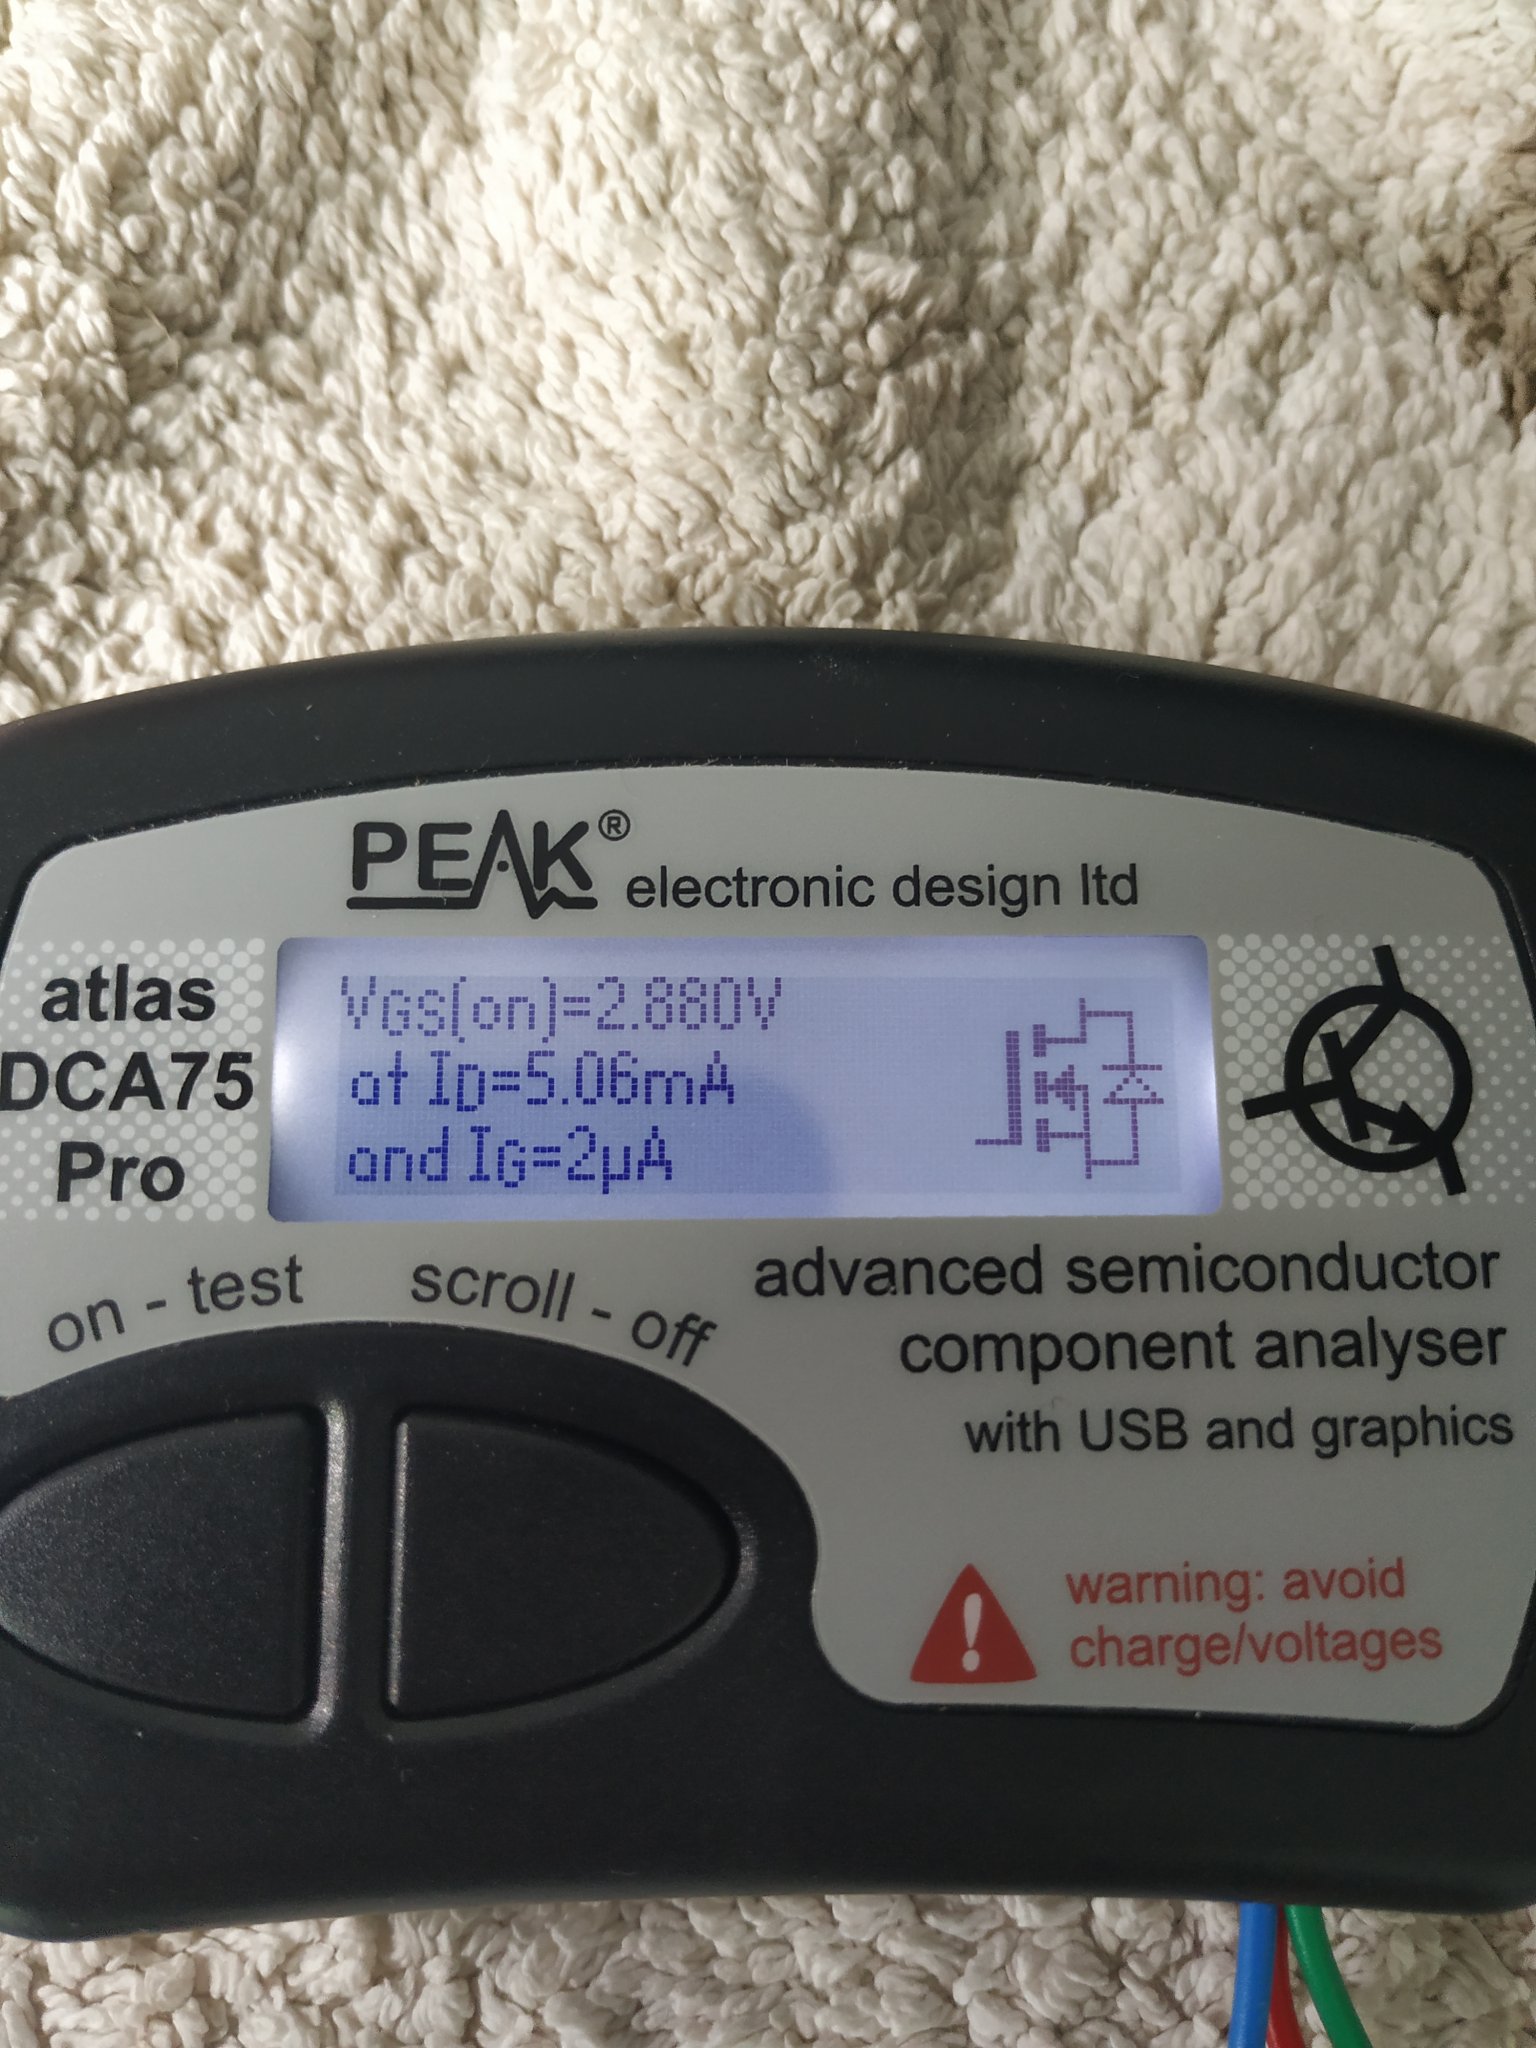 PEAK®
electronic design ltd
atlas
DCA75
Pro
VGS(on)=2.880V
at ID=5.06mA
and IG=2µA
on - test
scroll - off
advanced semiconductor
component analyser
with USB and graphics
warning: avoid
charge/voltages